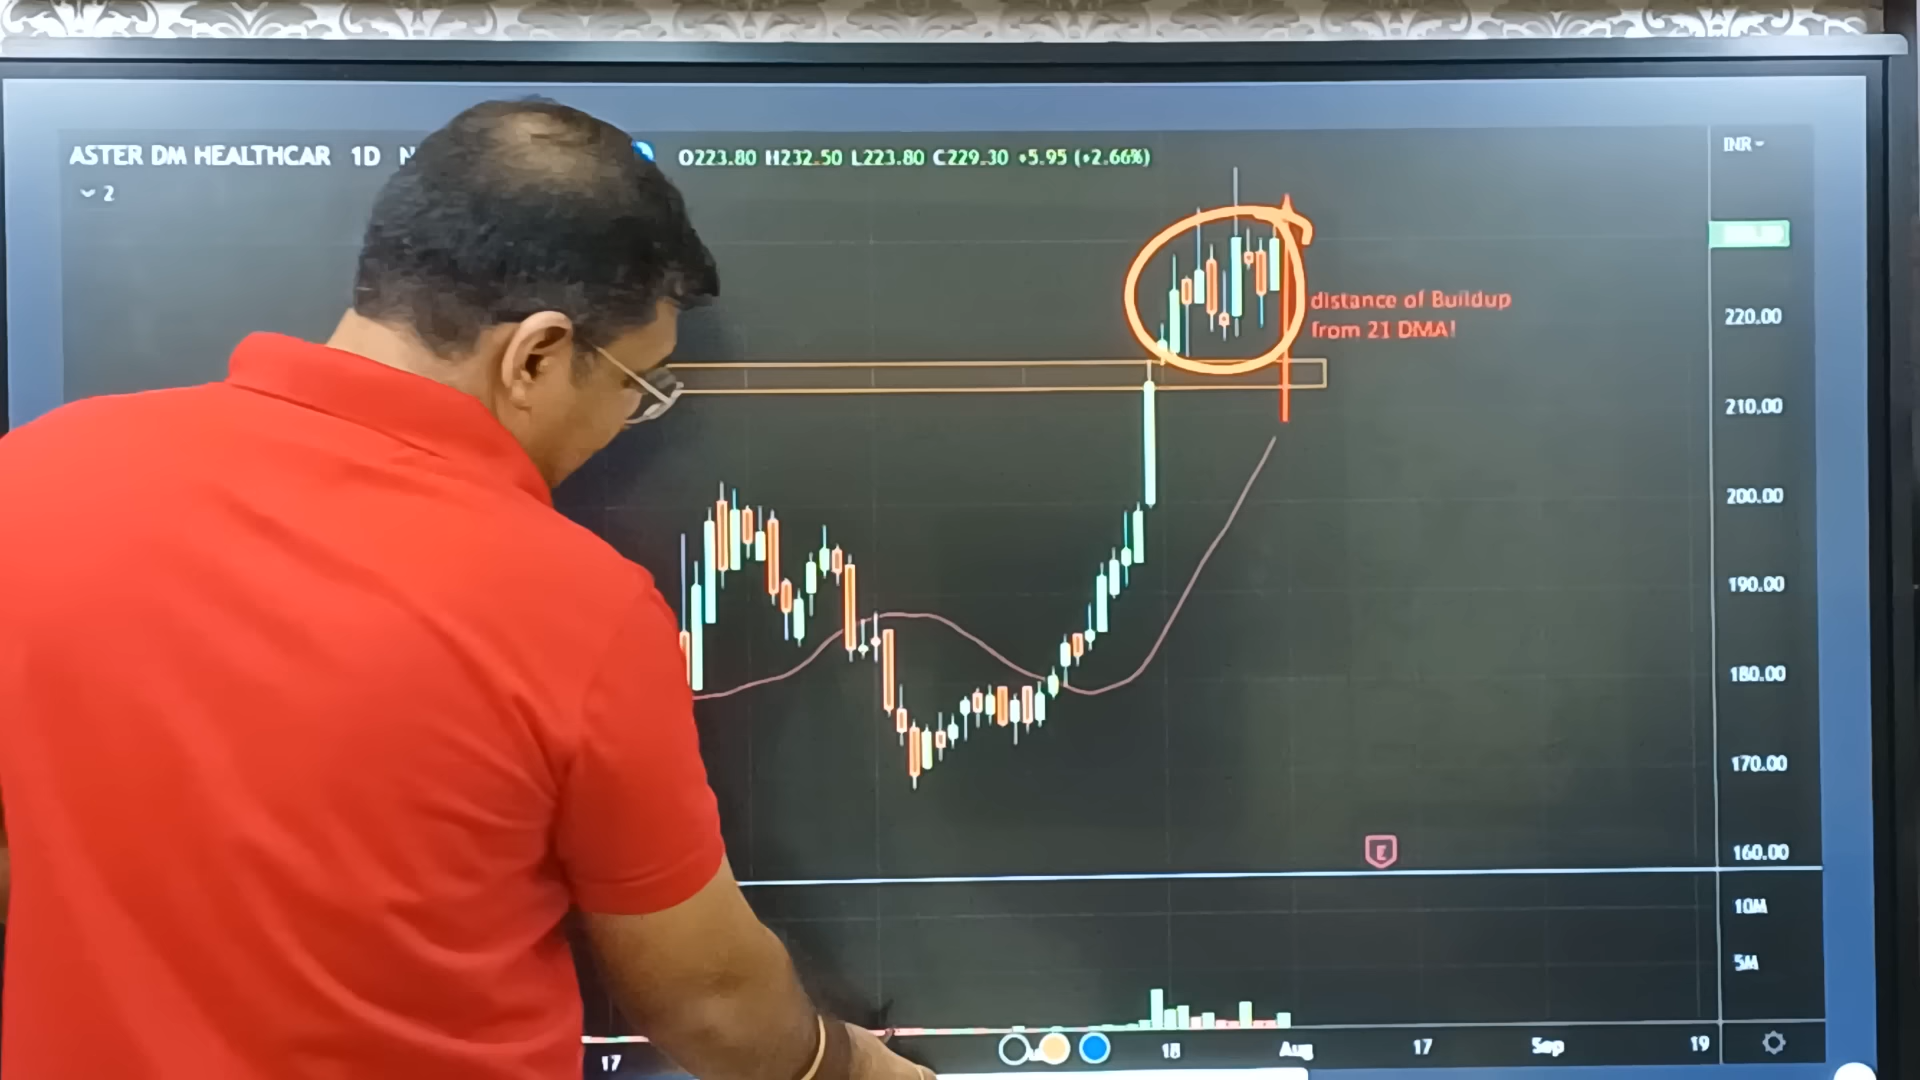 ASTER DM HEALTHCAR 1D N
O223.80 H232.50 L223.80 C229.30 +5.95 (+2.66%)
INR
2
distance of Buildup
from 21 DMA!
220.00
210.00
200.00
190.00
180.00
170.00
160.00
E
10M
5M
17
18
Aug
17
Sep
19